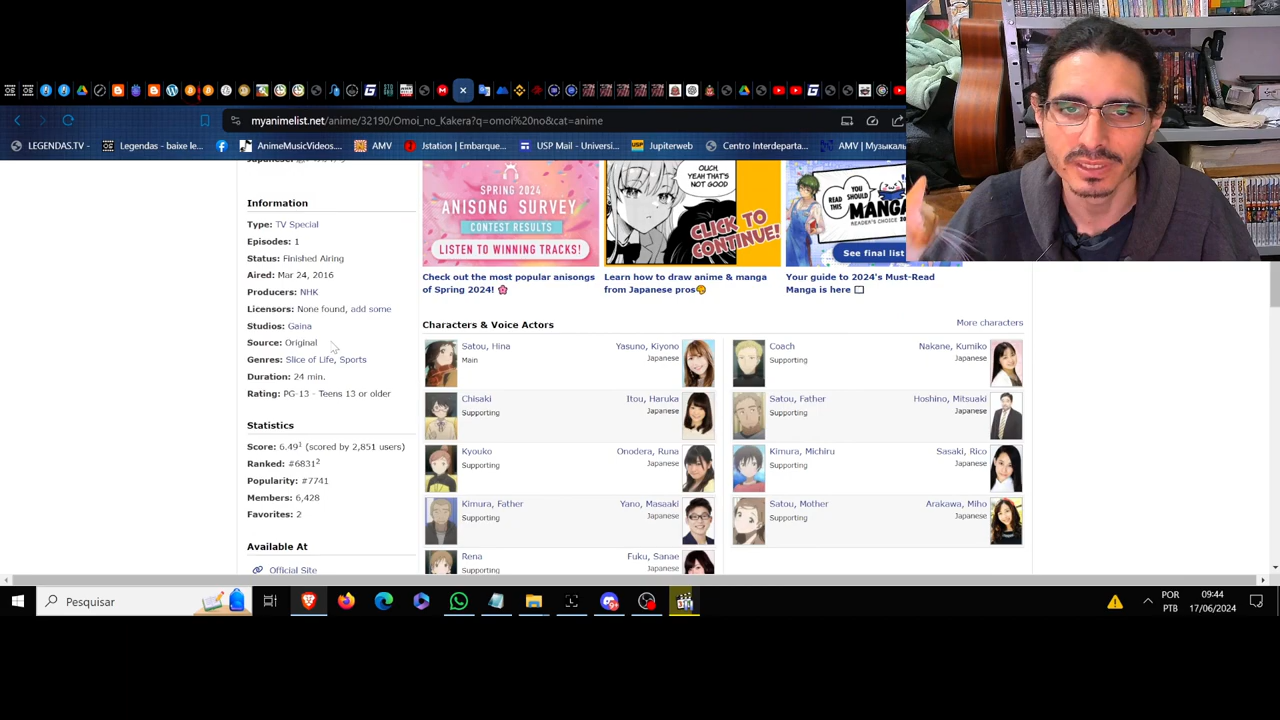 myanimelist.net/anime/32190/Omoi_no_Kakera?q=omoi%20no&cat=anime
LEGENDAS.TV -
Legendas - baixe le...
AnimeMusicVideos....
AMV
Jstation | Embarque...
USP Mail - Universi...
Jupiterweb
Centro Interdeparta...
AMV | Музыкаль
Information
Type: TV Special
Episodes: 1
Status: Finished Airing
Aired: Mar 24, 2016
Producers: NHK
Licensors: None found, add some
Studios: Gaina
Source: Original
Genres: Slice of Life, Sports
Duration: 24 min.
Rating: PG-13 - Teens 13 or older
Statistics
Score: 6.491 (scored by 2,851 users)
Ranked: #68312
Popularity: #7741
Members: 6,428
Favorites: 2
Available At
Official Site
SPRING 2024
ANISONG SURVEY
CONTEST RESULTS
LISTEN TO WINNING TRACKS!
Check out the most popular anisongs
of Spring 2024!
OUCH,
YEAH THAT'S
NOT GOOD
CLICK TO
CONTINUE!
Learn how to draw anime & manga
from Japanese pros
READ THIS
YOU
SHOULD
MANGA
READER'S CHOICE
See final list
Your guide to 2024's Must-Read
Manga is here
Characters & Voice Actors
More characters
Satou, Hina
Main
Yasuno, Kiyono
Japanese
Coach
Supporting
Nakane, Kumiko
Japanese
Chisaki
Supporting
Itou, Haruka
Japanese
Satou, Father
Supporting
Hoshino, Mitsuaki
Japanese
Kyouko
Supporting
Onodera, Runa
Japanese
Kimura, Michiru
Supporting
Sasaki, Rico
Japanese
Kimura, Father
Supporting
Yano, Masaaki
Japanese
Satou, Mother
Supporting
Arakawa, Miho
Japanese
Rena
Supporting
Fuku, Sanae
Japanese
Pesquisar
POR
PTB
09:44
17/06/2024